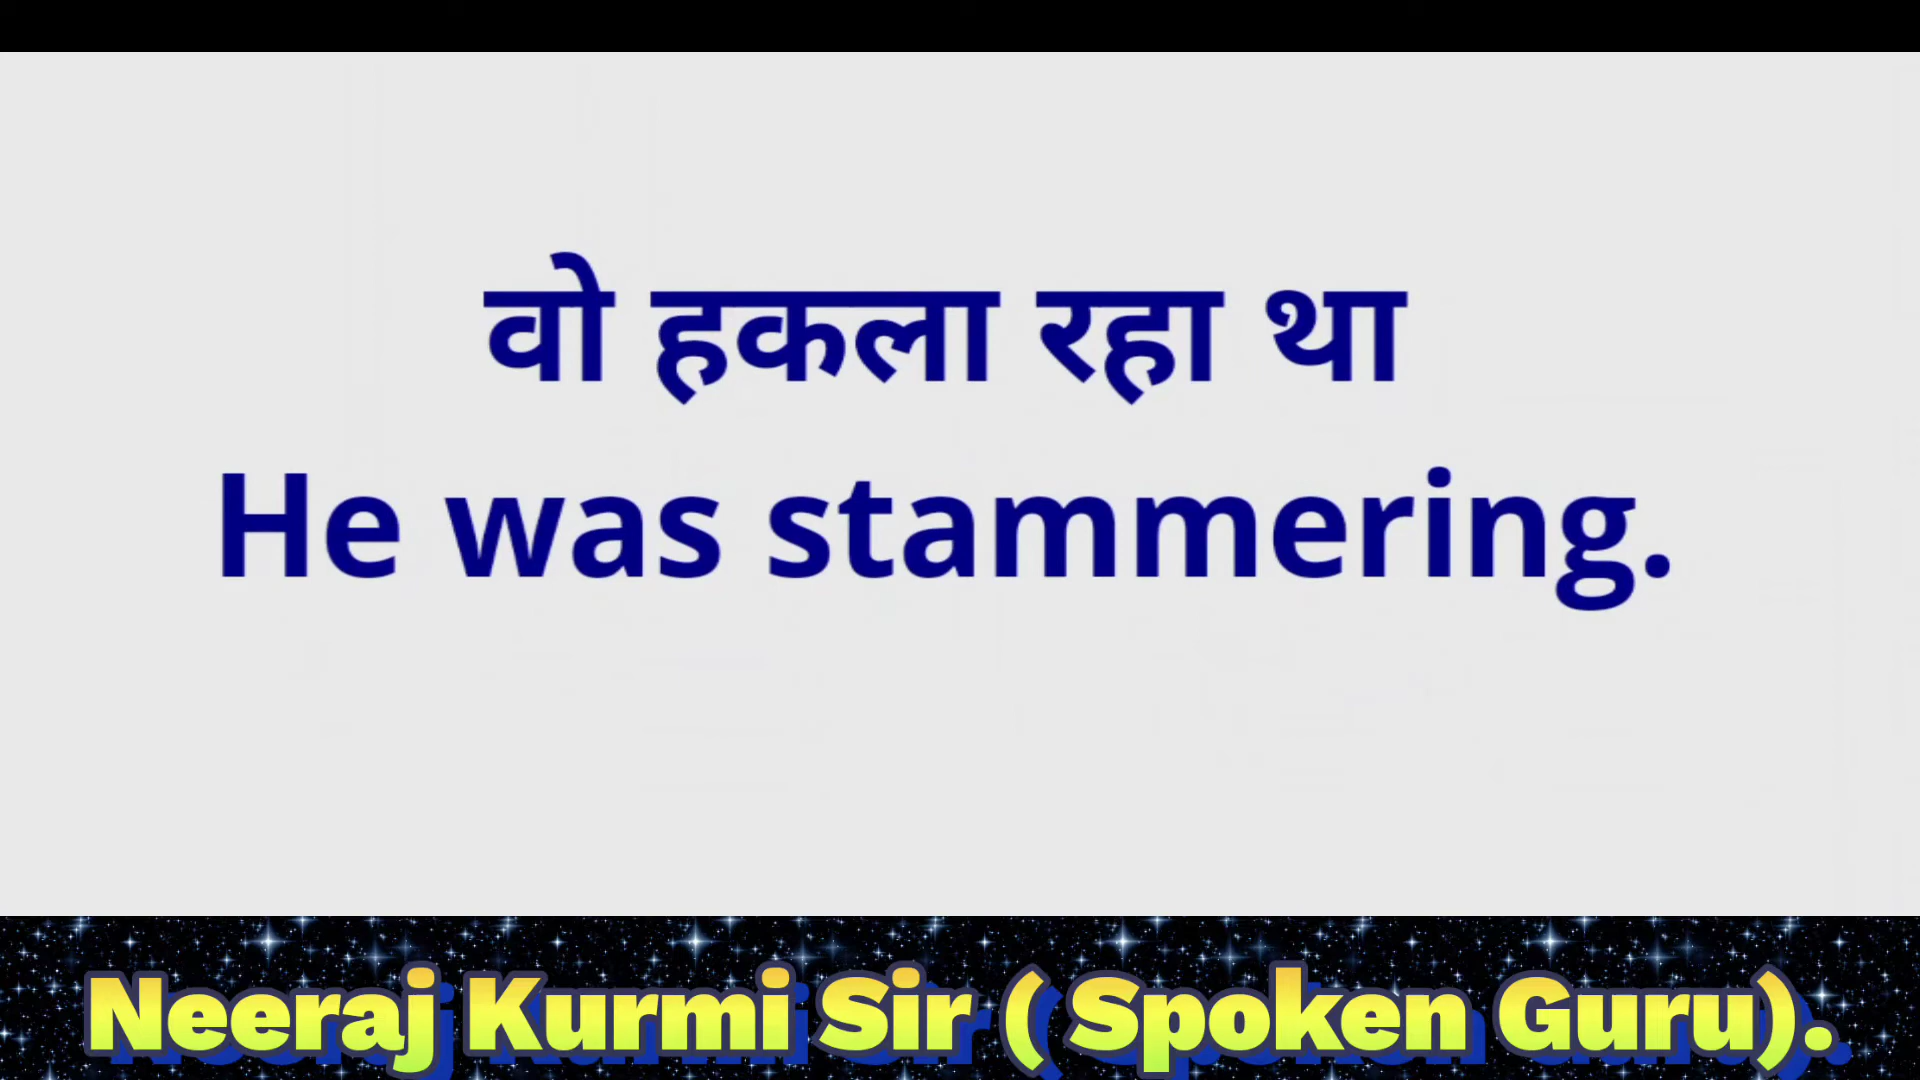 वो हकला रहा था
He was stammering.
Neeraj Kurmi Sir ( Spoken Guru).